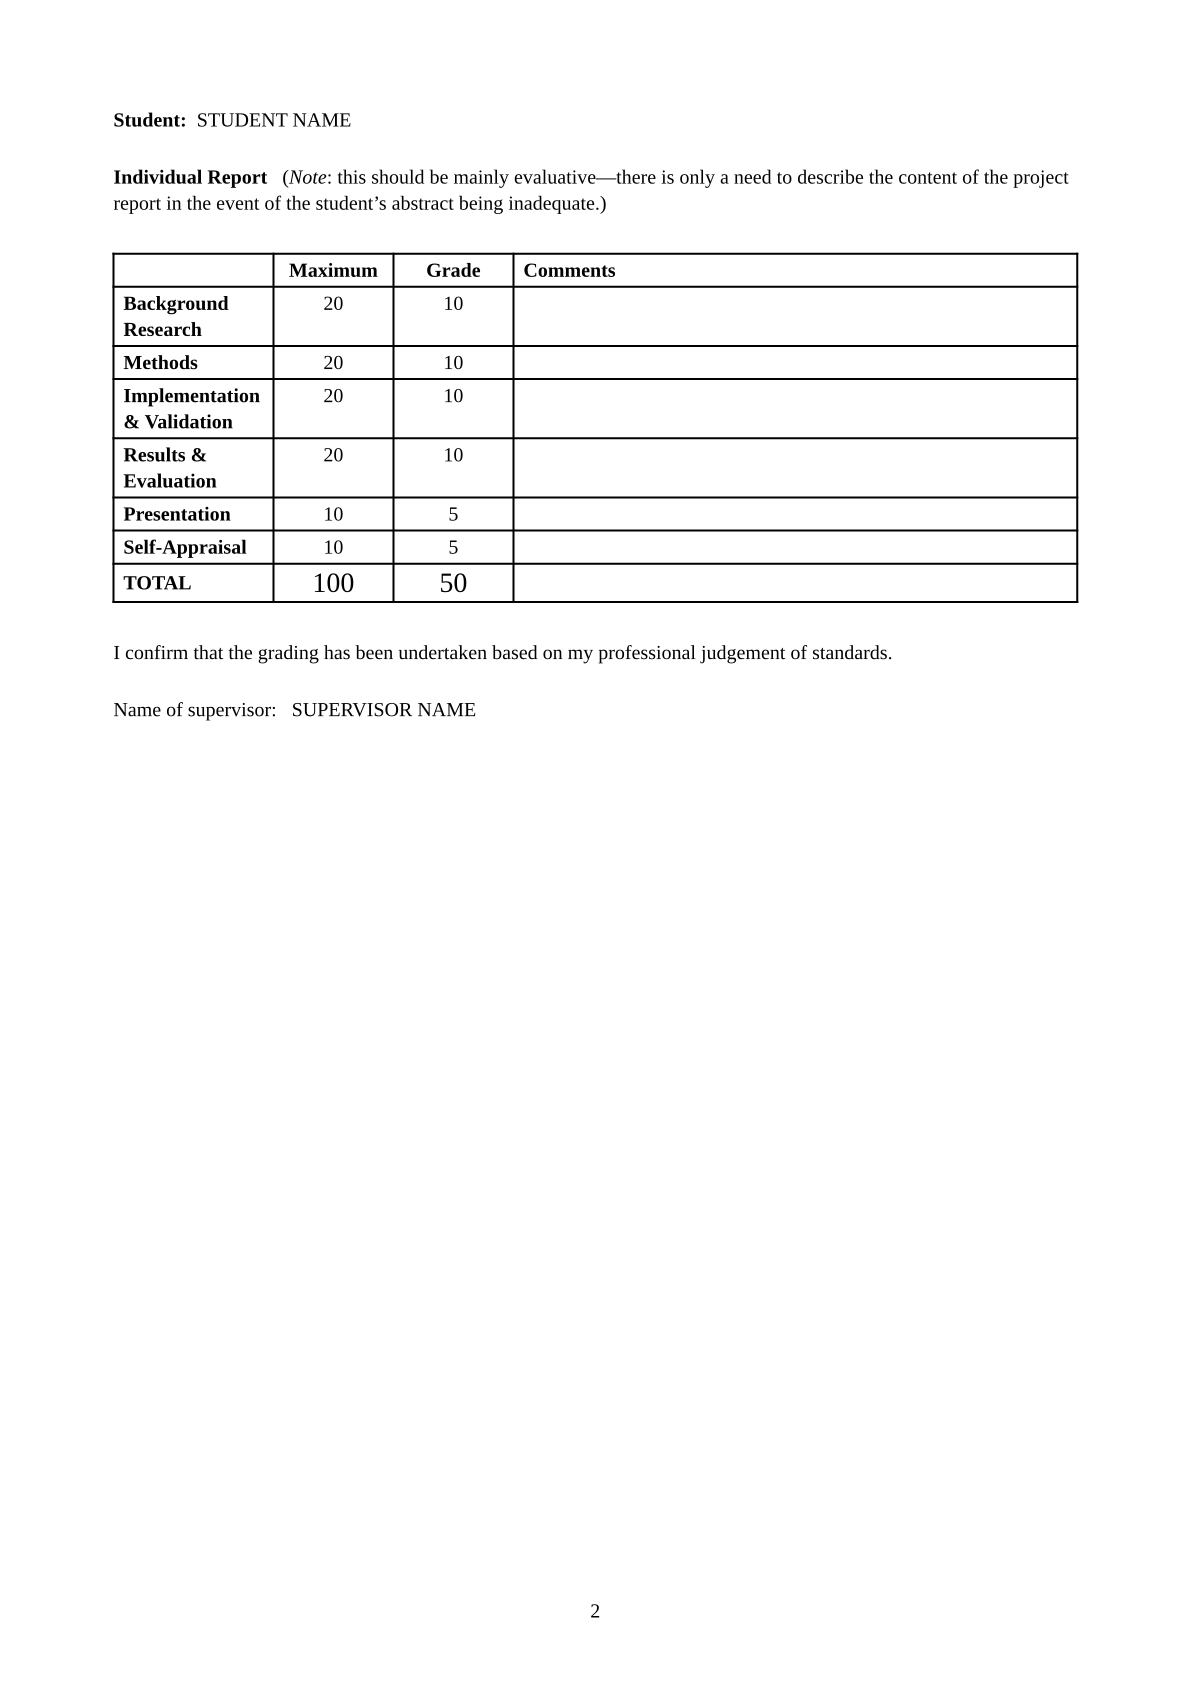 Student: STUDENT NAME
Individual Report (Note: this should be mainly evaluative—there is only a need to describe the content of the project
report in the event of the student’s abstract being inadequate.)
Maximum Grade Comments
Background 20 10
Research
Methods 20 10
Implementation 20 10
& Validation
Results & 20 10
Evaluation
Presentation 10 5
Self-Appraisal 10 5
TOTAL 100 50
I confirm that the grading has been undertaken based on my professional judgement of standards.
Name of supervisor: SUPERVISOR NAME
2